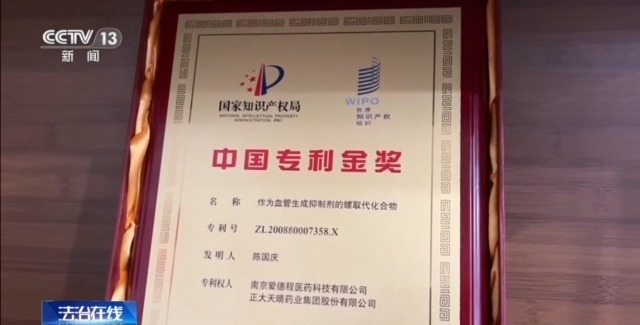 CCTV 13
新闻
国家知识产权局
NATIONAL INTELLECTUAL PROPERTY
ADMINISTRATION, PRC
WIPO
世界
知识产权
组织
中国专利金奖
名 称 作为血管生成抑制剂的螺取代化合物
专利号 ZL200880007358.X
发明人 陈国庆
专利权人 南京爱德程医药科技有限公司
正大天晴药业集团股份有限公司
法治在线